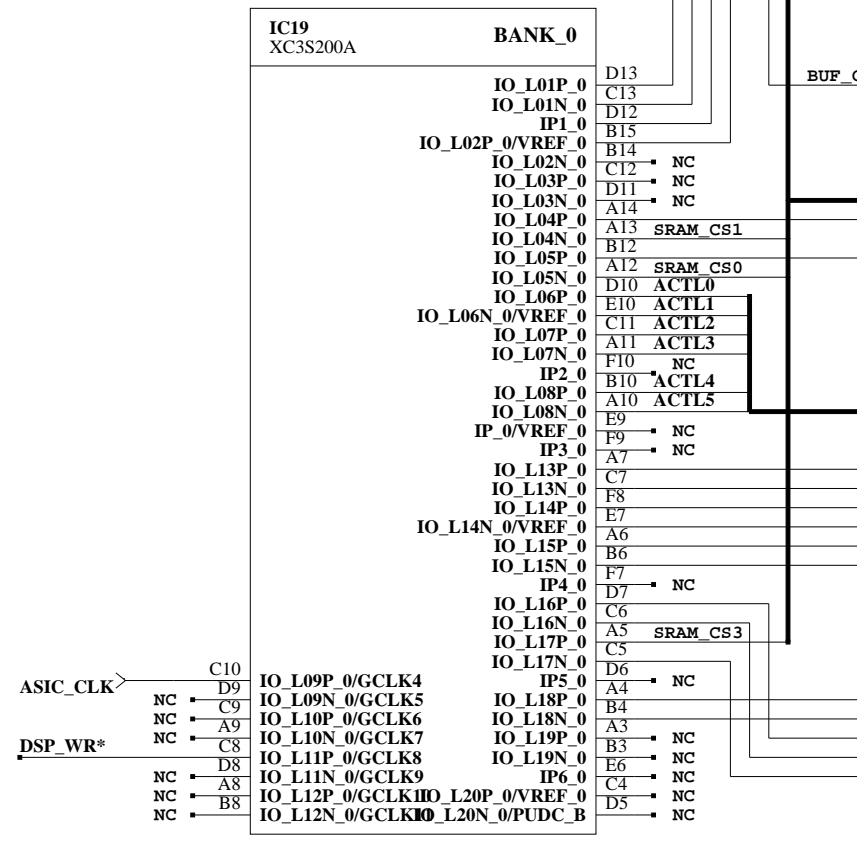 IC19
XC3S200A
BANK_0
BUF_C
IO_L01P_0 D13
IO_L01N_0 C13
IP1_0 D12
IO_L02P_0/VREF_0 B15
IO_L02N_0 B14 NC
IO_L03P_0 C12 NC
IO_L03N_0 D11 NC
IO_L04P_0 A14
IO_L04N_0 A13 SRAM_CS1
IO_L05P_0 B12
IO_L05N_0 A12 SRAM_CS0
IO_L06P_0 D10 ACTL0
IO_L06N_0/VREF_0 E10 ACTL1
IO_L07P_0 C11 ACTL2
IO_L07N_0 A11 ACTL3
IP2_0 F10 NC
IO_L08P_0 B10 ACTL4
IO_L08N_0 A10 ACTL5
IP_0/VREF_0 E9 NC
IP3_0 F9 NC
IO_L13P_0 A7
IO_L13N_0 C7
IO_L14P_0 F8
IO_L14N_0/VREF_0 E7
IO_L15P_0 A6
IO_L15N_0 B6
IP4_0 F7 NC
IO_L16P_0 D7
IO_L16N_0 C6
IO_L17P_0 A5 SRAM_CS3
IO_L17N_0 C5
ASIC_CLK C10 IO_L09P_0/GCLK4 IP5_0 D6 NC
NC D9 IO_L09N_0/GCLK5 IO_L18P_0 A4
NC C9 IO_L10P_0/GCLK6 IO_L18N_0 B4
NC A9 IO_L10N_0/GCLK7 IO_L19P_0 A3 NC
DSP_WR* C8 IO_L11P_0/GCLK8 IO_L19N_0 B3 NC
NC D8 IO_L11N_0/GCLK9 IP6_0 E6 NC
NC A8 IO_L12P_0/GCLK10 IO_L20P_0/VREF_0 C4 NC
NC B8 IO_L12N_0/GCLK11 IO_L20N_0/PUDC_B D5 NC